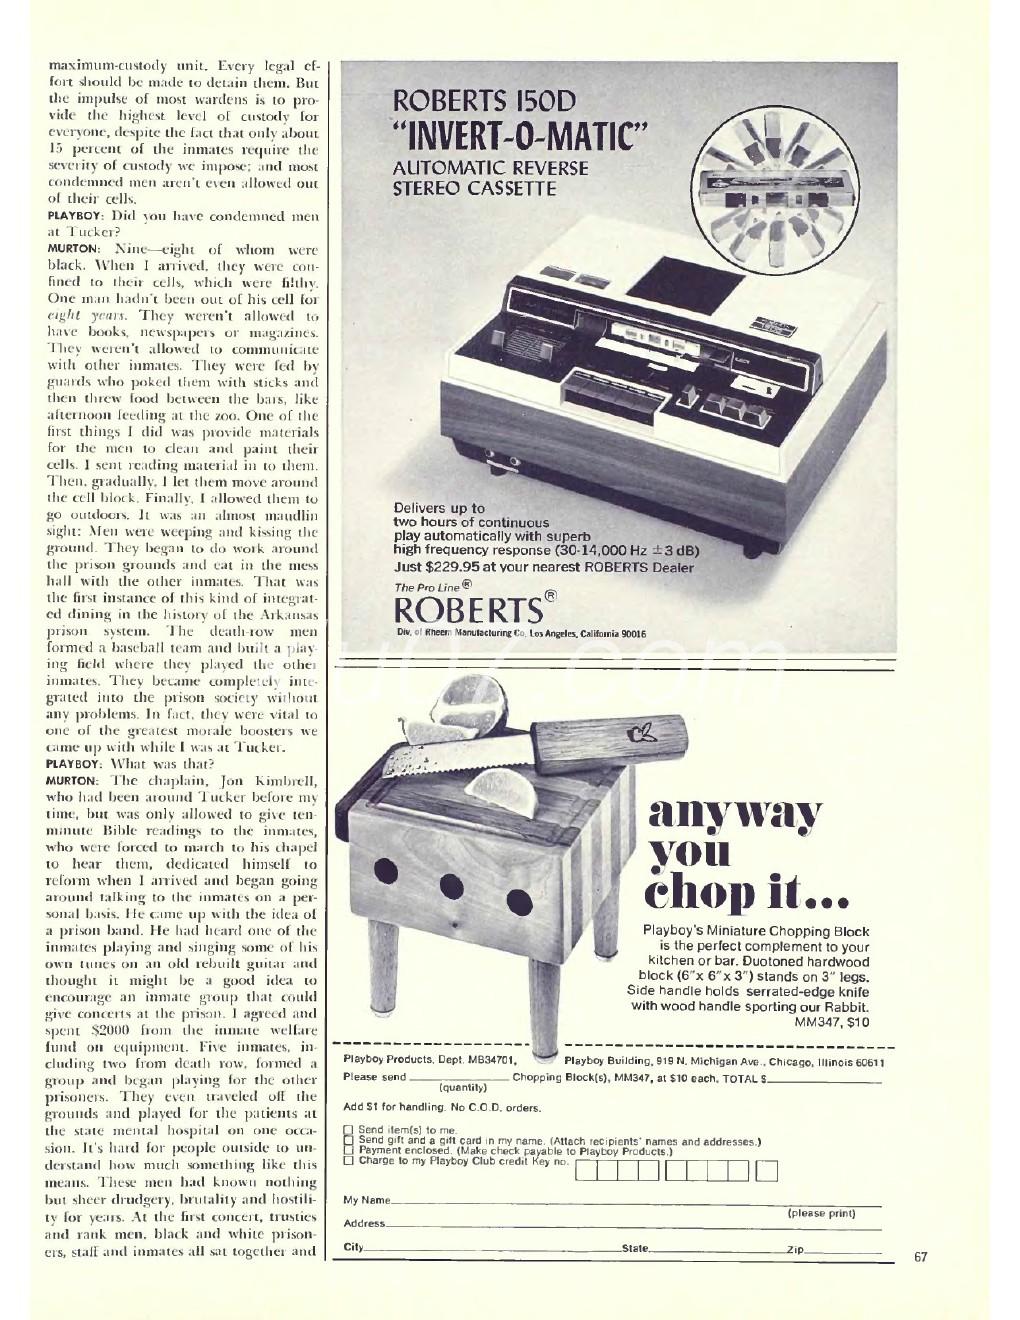 maximum-custody unit. Every legal ef-
fort should be made to detain them. But
the impulse of most wardens is to pro-
vide the highest level of custody for
everyone, despite the fact that only about
15 percent of the inmates require the
severity of custody we impose; and most
condemned men aren't even allowed out
of their cells.
PLAYBOY: Did you have condemned men
at Tucker?
MURTON: Nine—eight of whom were
black. When I arrived, they were con-
fined to their cells, which were filthy.
One man hadn't been out of his cell for
eight years. They weren't allowed to
have books, newspapers or magazines.
They weren't allowed to communicate
with other inmates. They were fed by
guards who poked them with sticks and
then threw food between the bars, like
afternoon feeding at the zoo. One of the
first things I did was provide materials
for the men to clean and paint their
cells. I sent reading material in to them.
Then, gradually, I let them move around
the cell block. Finally, I allowed them to
go outdoors. It was an almost maudlin
sight: Men were weeping and kissing the
ground. They began to do work around
the prison grounds and eat in the mess
hall with the other inmates. That was
the first instance of this kind of integrat-
ed dining in the history of the Arkansas
prison system. The death-row men
formed a baseball team and built a play-
ing field where they played the other
inmates. They became completely inte-
grated into the prison society without
any problems. In fact, they were vital to
one of the greatest morale boosters we
came up with while I was at Tucker.
PLAYBOY: What was that?
MURTON: The chaplain, Jon Kimbrell,
who had been around Tucker before my
time, but was only allowed to give ten-
minute Bible readings to the inmates,
who were forced to march to his chapel
to hear them, dedicated himself to
reform when I arrived and began going
around talking to the inmates on a per-
sonal basis. He came up with the idea of
a prison band. He had heard one of the
inmates playing and singing some of his
own tunes on an old rebuilt guitar and
thought it might be a good idea to
encourage an inmate group that could
give concerts at the prison. I agreed and
spent $2000 from the inmate welfare
fund on equipment. Five inmates, in-
cluding two from death row, formed a
group and began playing for the other
prisoners. They even traveled off the
grounds and played for the patients at
the state mental hospital on one occa-
sion. It's hard for people outside to un-
derstand how much something like this
means. These men had known nothing
but sheer drudgery, brutality and hostili-
ty for years. At the first concert, trusties
and rank men, black and white prison-
ers, staff and inmates all sat together and
ROBERTS 150D
"INVERT-O-MATIC"
AUTOMATIC REVERSE
STEREO CASSETTE
Delivers up to
two hours of continuous
play automatically with superb
high frequency response (30-14,000 Hz ±3 dB)
Just $229.95 at your nearest ROBERTS Dealer
The Pro Line®
ROBERTS®
Div. of Rheem Manufacturing Co., Los Angeles, California 90016
anyway
you
chop it...
Playboy's Miniature Chopping Block
is the perfect complement to your
kitchen or bar. Duotoned hardwood
block (6"x 6"x 3") stands on 3" legs.
Side handle holds serrated-edge knife
with wood handle sporting our Rabbit.
MM347, $10
Playboy Products, Dept. MB34701, Playboy Building, 919 N. Michigan Ave., Chicago, Illinois 60611
Please send Chopping Block(s), MM347, at $10 each, TOTAL $
(quantity)
Add $1 for handling. No C.O.D. orders.
Send item(s) to me.
Send gift and a gift card in my name. (Attach recipients' names and addresses.)
Payment enclosed. (Make check payable to Playboy Products.)
Charge to my Playboy Club credit Key no.
My Name
(please print)
Address
City State Zip
67